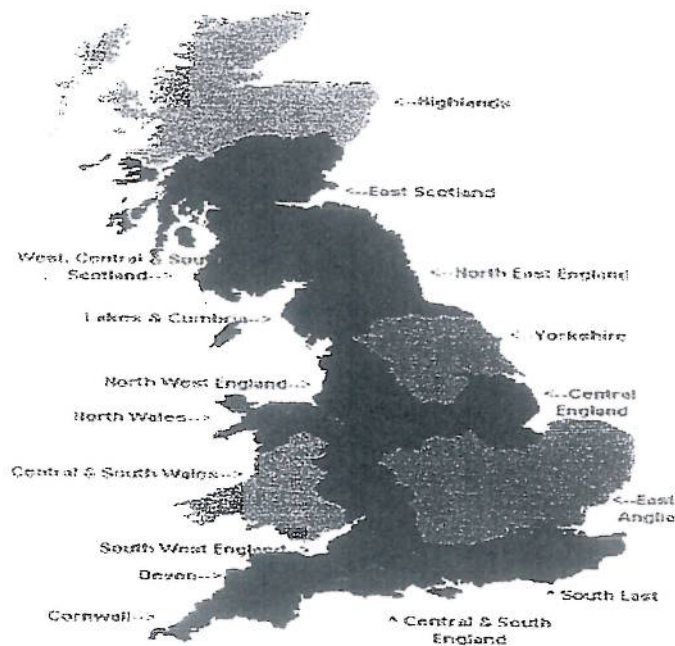 <--Highlands
<--East Scotland
West, Central & Sou
Scotland-->
<--North East England
Lakes & Cumbria-->
<--Yorkshire
North West England-->
<--Central
England
North Wales-->
Central & South Wales-->
<--East
Anglia
South West England-->
Devon-->
^ South East
Cornwall-->
^ Central & South
England